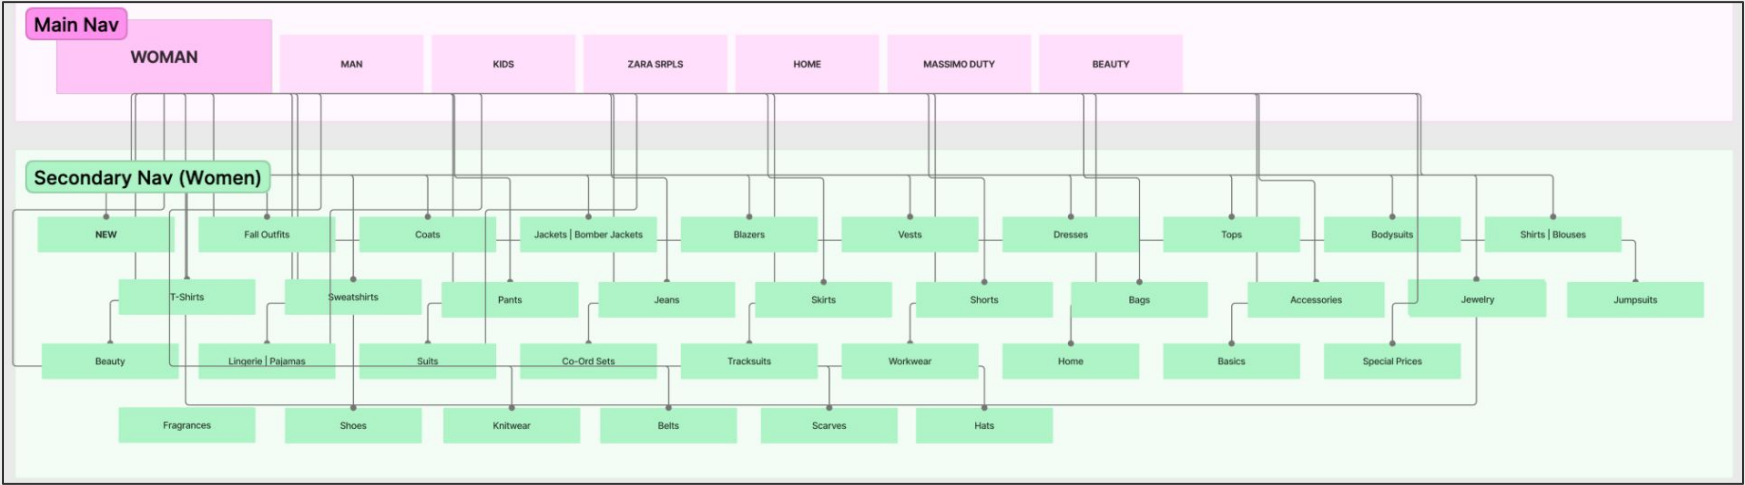 Main Nav
WOMAN
MAN
KIDS
ZARA SRPLS
HOME
MASSIMO DUTY
BEAUTY
Secondary Nav (Women)
NEW
Fall Outfits
Coats
Jackets | Bomber Jackets
Blazers
Vests
Dresses
Tops
Bodysuits
Shirts | Blouses
T-Shirts
Sweatshirts
Pants
Jeans
Skirts
Shorts
Bags
Accessories
Jewelry
Jumpsuits
Beauty
Lingerie | Pajamas
Suits
Co-Ord Sets
Tracksuits
Workwear
Home
Basics
Special Prices
Fragrances
Shoes
Knitwear
Belts
Scarves
Hats